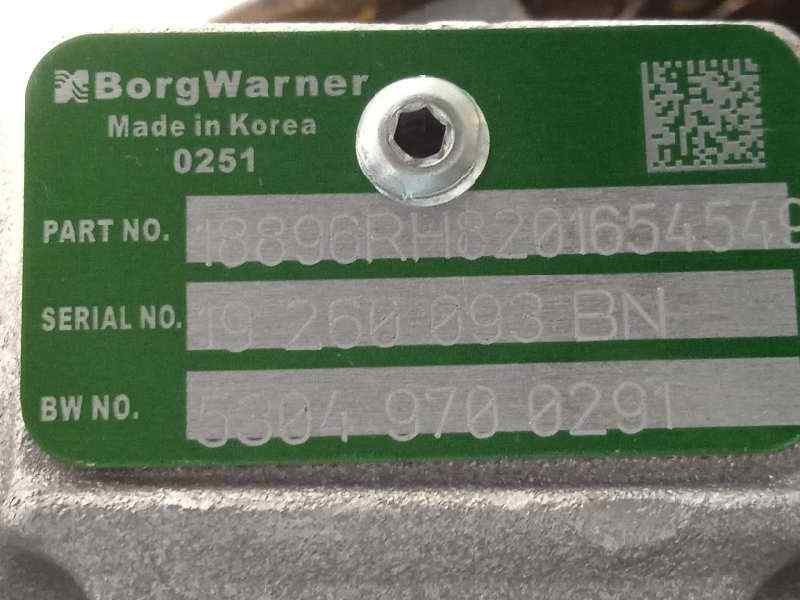 BorgWarner
Made in Korea
0251
PART NO. 18896RH8201654549
SERIAL NO. 19 260 093 BN
BW NO. 5304 970 0291